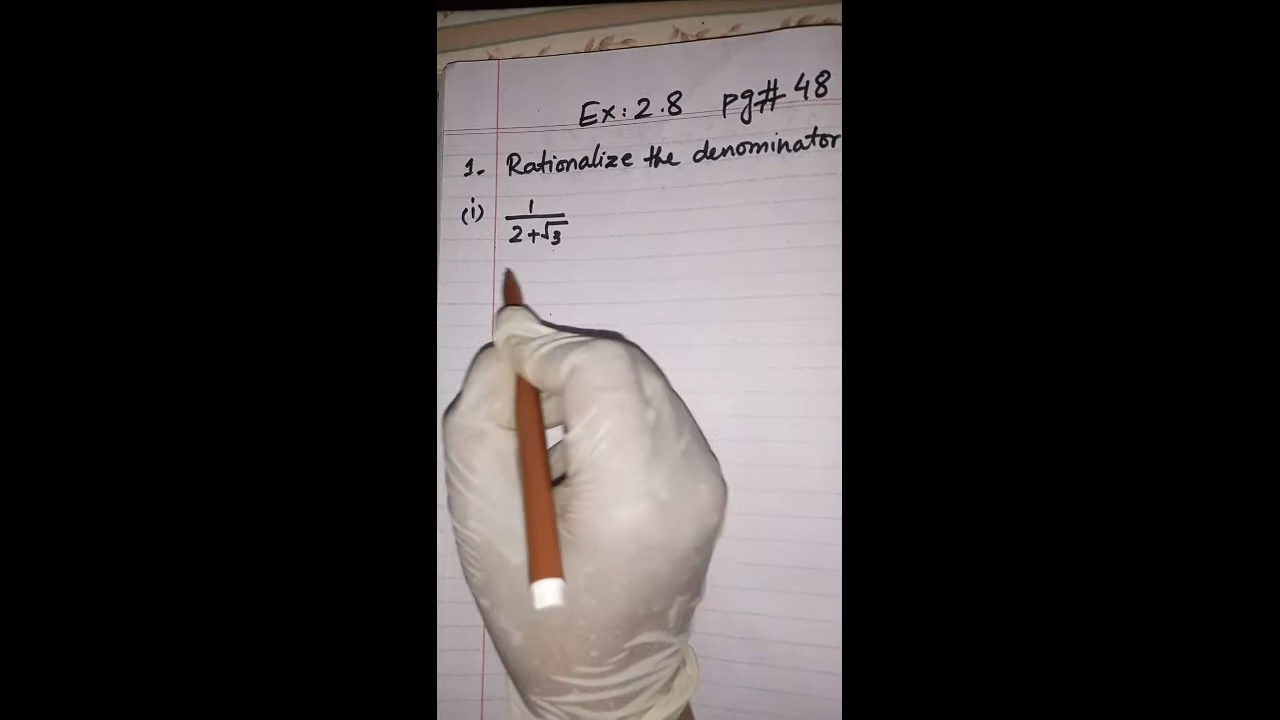 Ex: 2.8 pg# 48
1. Rationalize the denominator
(i) 1/(2+√3)